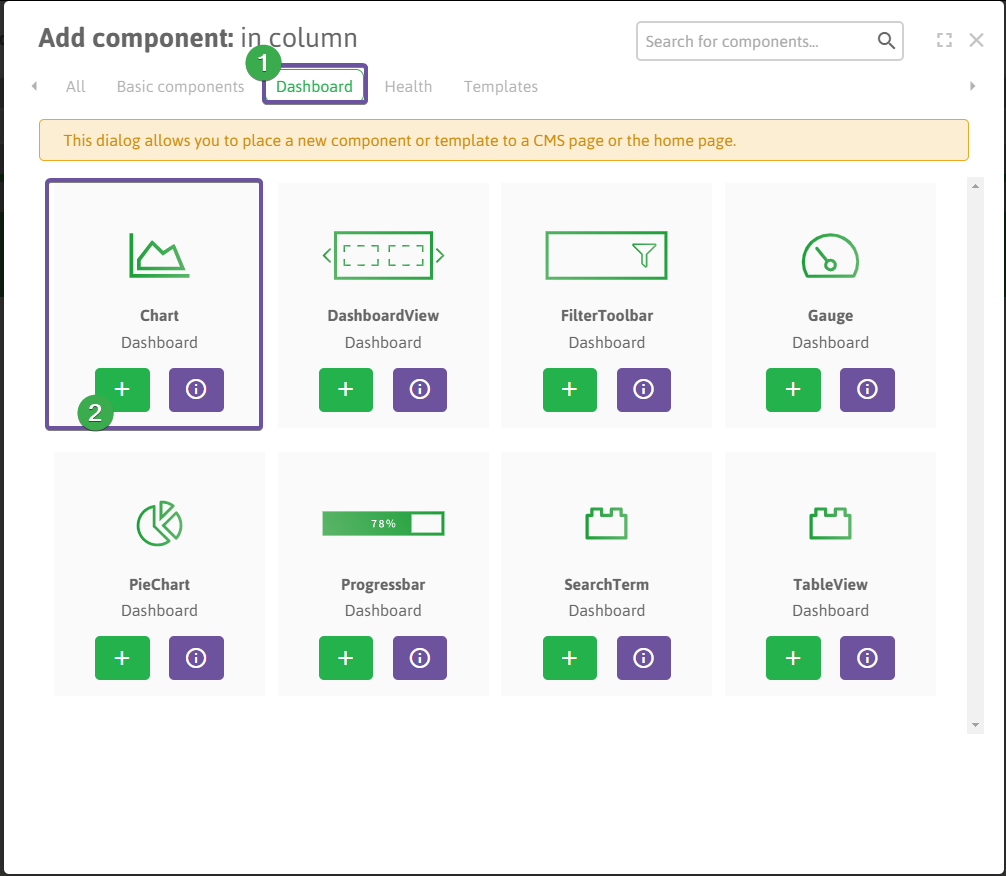 Add component: in column
Search for components...
1
All Basic components Dashboard Health Templates
This dialog allows you to place a new component or template to a CMS page or the home page.
Chart DashboardView FilterToolbar Gauge
Dashboard Dashboard Dashboard Dashboard
2
78%
PieChart Progressbar SearchTerm TableView
Dashboard Dashboard Dashboard Dashboard